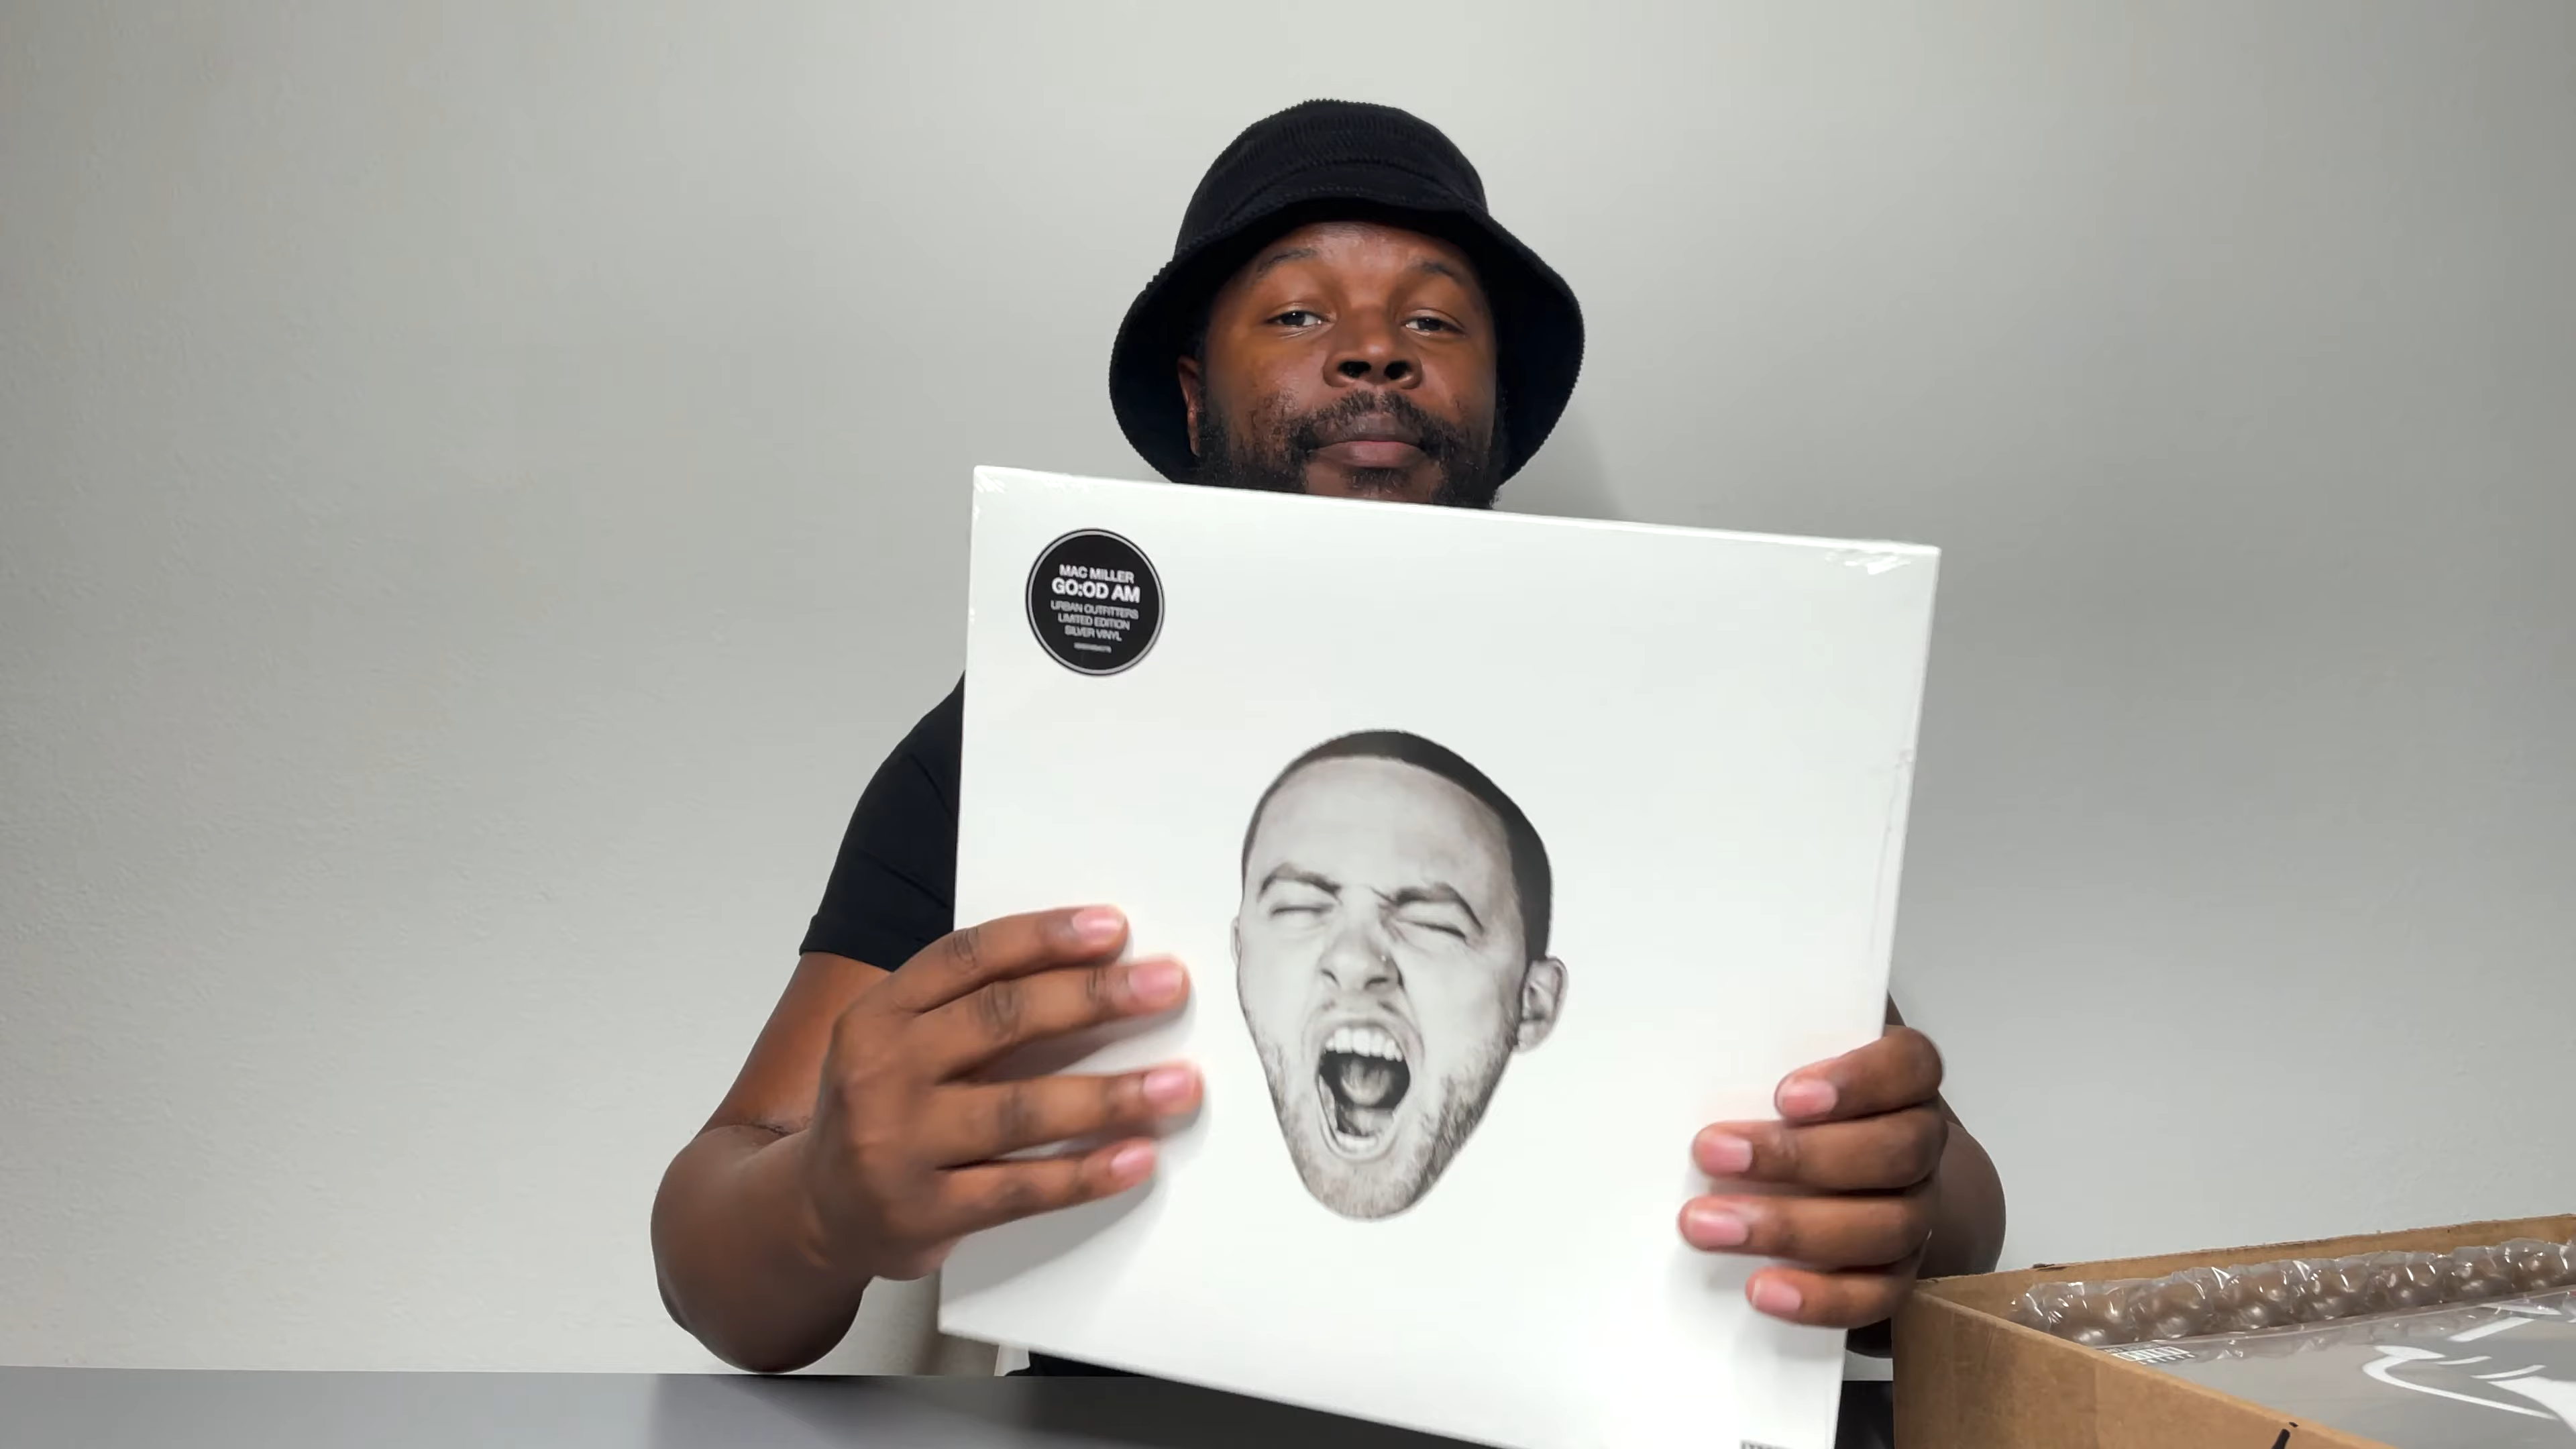 MAC MILLER
GO:OD AM
URBAN OUTFITTERS
LIMITED EDITION
SILVER VINYL